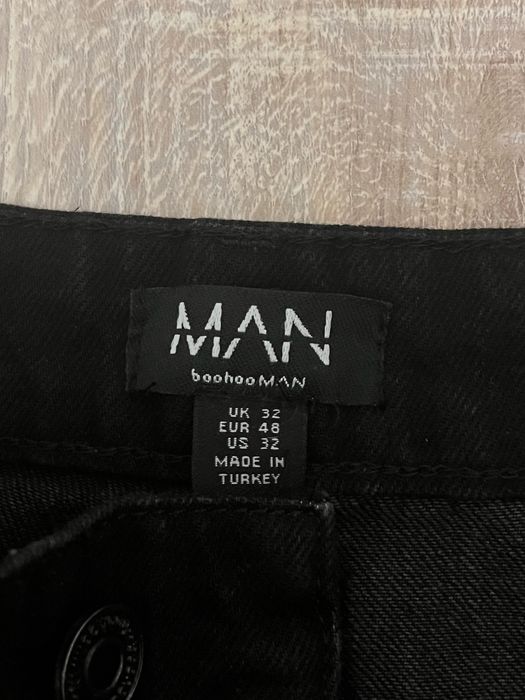 MAN
boohooMAN
UK 32
EUR 48
US 32
MADE IN
TURKEY